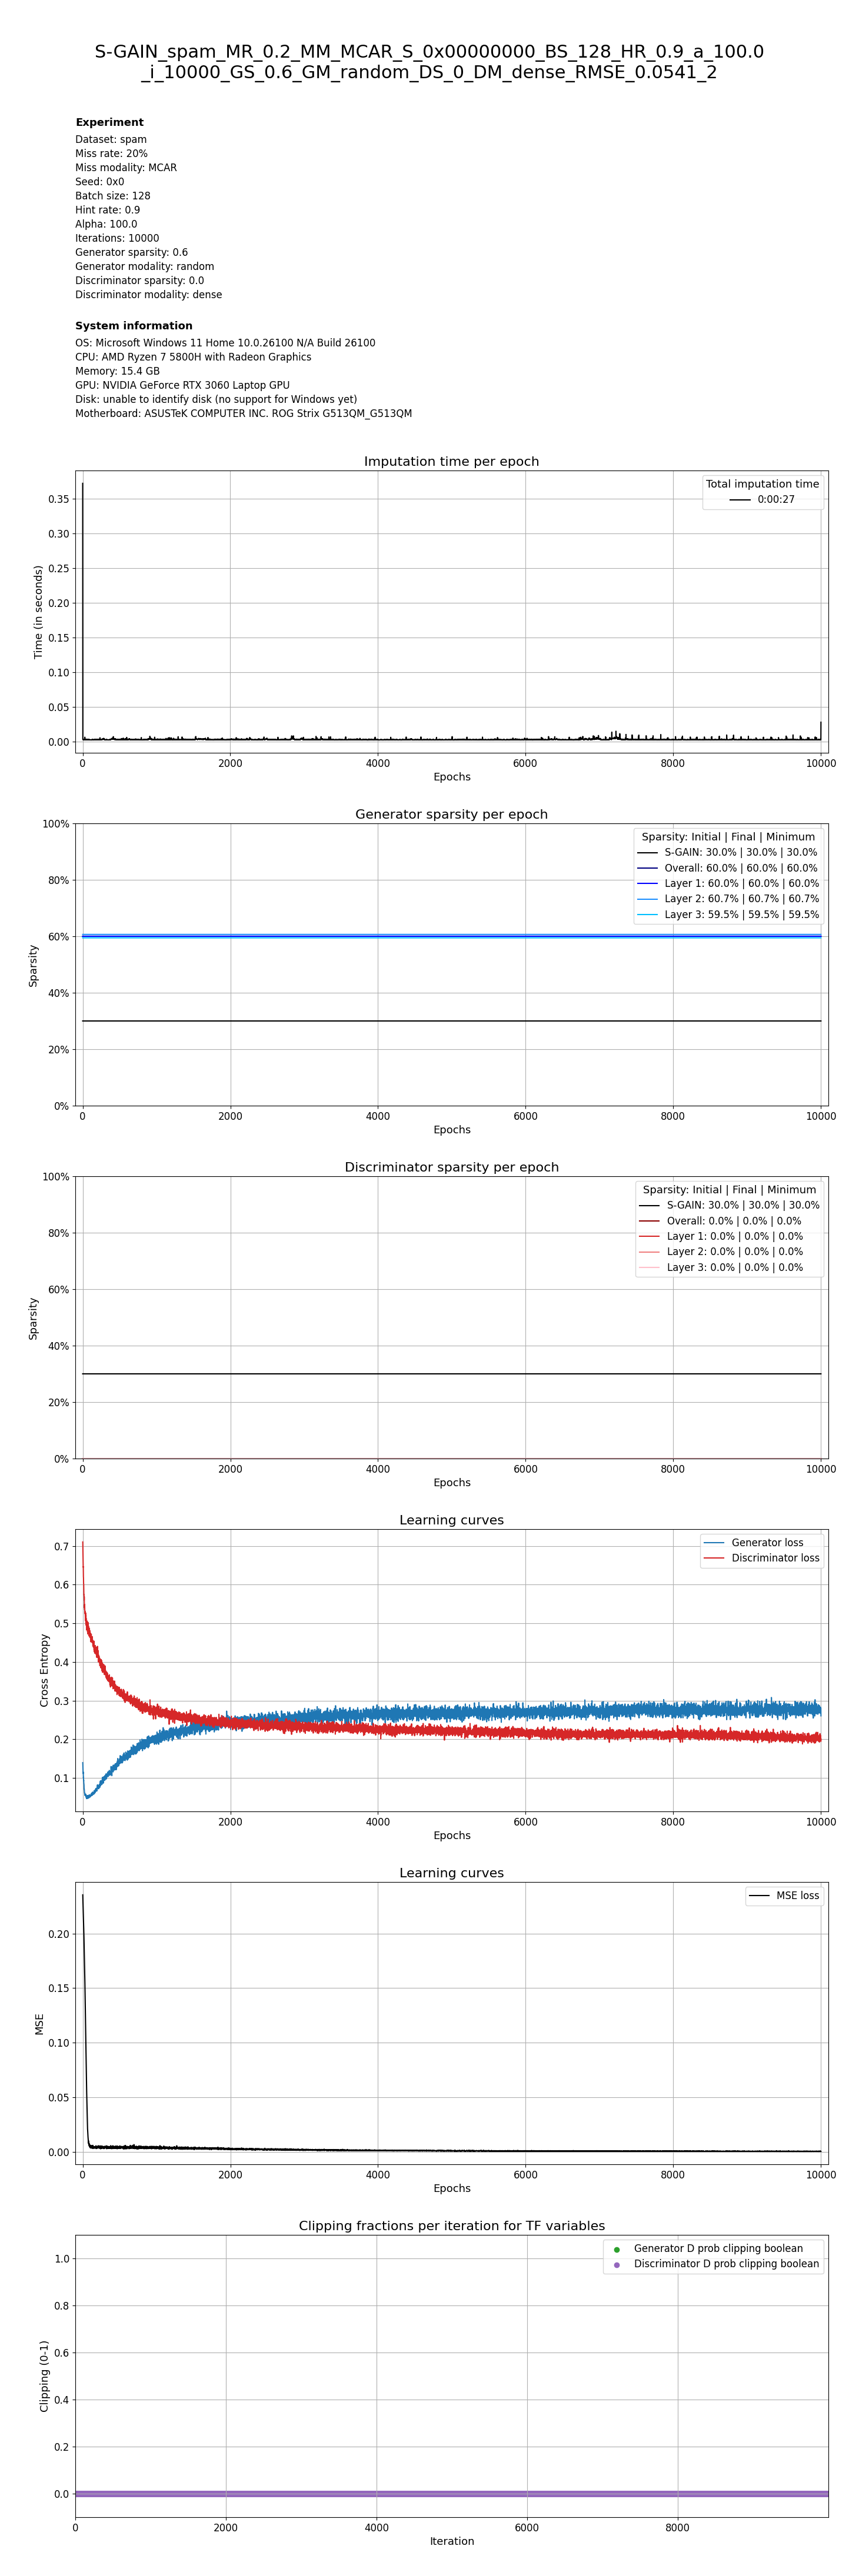 S-GAIN_spam_MR_0.2_MM_MCAR_S_0x00000000_BS_128_HR_0.9_a_100.0
_i_10000_GS_0.6_GM_random_DS_0_DM_dense_RMSE_0.0541_2
Experiment
Dataset: spam
Miss rate: 20%
Miss modality: MCAR
Seed: 0x0
Batch size: 128
Hint rate: 0.9
Alpha: 100.0
Iterations: 10000
Generator sparsity: 0.6
Generator modality: random
Discriminator sparsity: 0.0
Discriminator modality: dense
System information
OS: Microsoft Windows 11 Home 10.0.26100 N/A Build 26100
CPU: AMD Ryzen 7 5800H with Radeon Graphics
Memory: 15.4 GB
GPU: NVIDIA GeForce RTX 3060 Laptop GPU
Disk: unable to identify disk (no support for Windows yet)
Motherboard: ASUSTeK COMPUTER INC. ROG Strix G513QM_G513QM
Imputation time per epoch
Total imputation time
0:00:27
Time (in seconds)
0.35
0.30
0.25
0.20
0.15
0.10
0.05
0.00
0 2000 4000 6000 8000 10000
Epochs
Generator sparsity per epoch
Sparsity: Initial | Final | Minimum
S-GAIN: 30.0% | 30.0% | 30.0%
Overall: 60.0% | 60.0% | 60.0%
Layer 1: 60.0% | 60.0% | 60.0%
Layer 2: 60.7% | 60.7% | 60.7%
Layer 3: 59.5% | 59.5% | 59.5%
Sparsity
100%
80%
60%
40%
20%
0%
0 2000 4000 6000 8000 10000
Epochs
Discriminator sparsity per epoch
Sparsity: Initial | Final | Minimum
S-GAIN: 30.0% | 30.0% | 30.0%
Overall: 0.0% | 0.0% | 0.0%
Layer 1: 0.0% | 0.0% | 0.0%
Layer 2: 0.0% | 0.0% | 0.0%
Layer 3: 0.0% | 0.0% | 0.0%
Sparsity
100%
80%
60%
40%
20%
0%
0 2000 4000 6000 8000 10000
Epochs
Learning curves
Generator loss
Discriminator loss
Cross Entropy
0.7
0.6
0.5
0.4
0.3
0.2
0.1
0 2000 4000 6000 8000 10000
Epochs
Learning curves
MSE loss
MSE
0.20
0.15
0.10
0.05
0.00
0 2000 4000 6000 8000 10000
Epochs
Clipping fractions per iteration for TF variables
Generator D prob clipping boolean
Discriminator D prob clipping boolean
Clipping (0-1)
1.0
0.8
0.6
0.4
0.2
0.0
0 2000 4000 6000 8000
Iteration